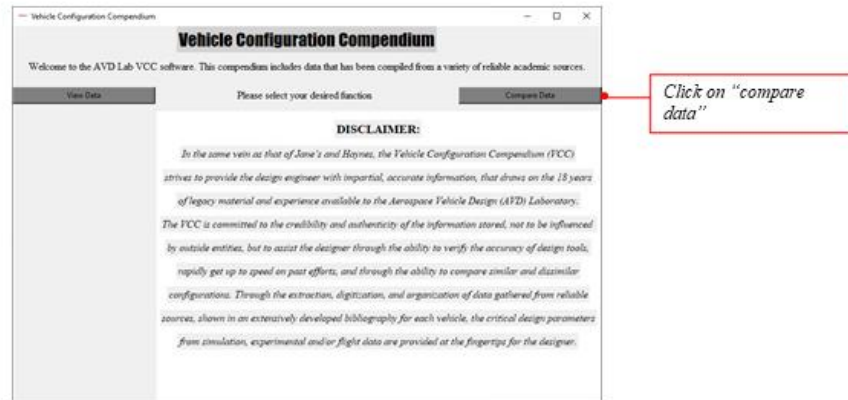 Vehicle Configuration Compendium
Vehicle Configuration Compendium
Welcome to the AVD Lab VCC software. This compendium includes data that has been compiled from a variety of reliable academic sources.
View Data
Please select your desired function
Compare Data
Click on "compare
data"
DISCLAIMER:
In the same vein as that of Jane's and Haynes, the Vehicle Configuration Compendium (VCC)
strives to provide the design engineer with impartial, accurate information, that draws on the 18 years
of legacy material and experience available to the Aerospace Vehicle Design (AVD) Laboratory.
The VCC is committed to the credibility and authenticity of the information stored, not to be influenced
by outside entities, but to assist the designer through the ability to verify the accuracy of design tools,
rapidly get up to speed on past efforts, and through the ability to compare similar and dissimilar
configurations. Through the extraction, digitization, and organization of data gathered from reliable
sources, shown in an extensively developed bibliography for each vehicle, the critical design parameters
from simulation, experimental and/or flight data are provided at the fingertips for the designer.